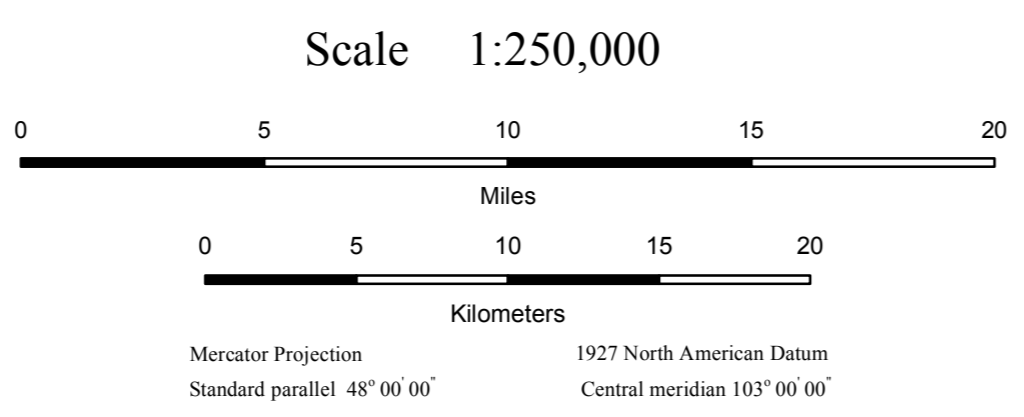 Scale 1:250,000
0 5 10 15 20
Miles
0 5 10 15 20
Kilometers
Mercator Projection 1927 North American Datum
Standard parallel 48° 00' 00" Central meridian 103° 00' 00"